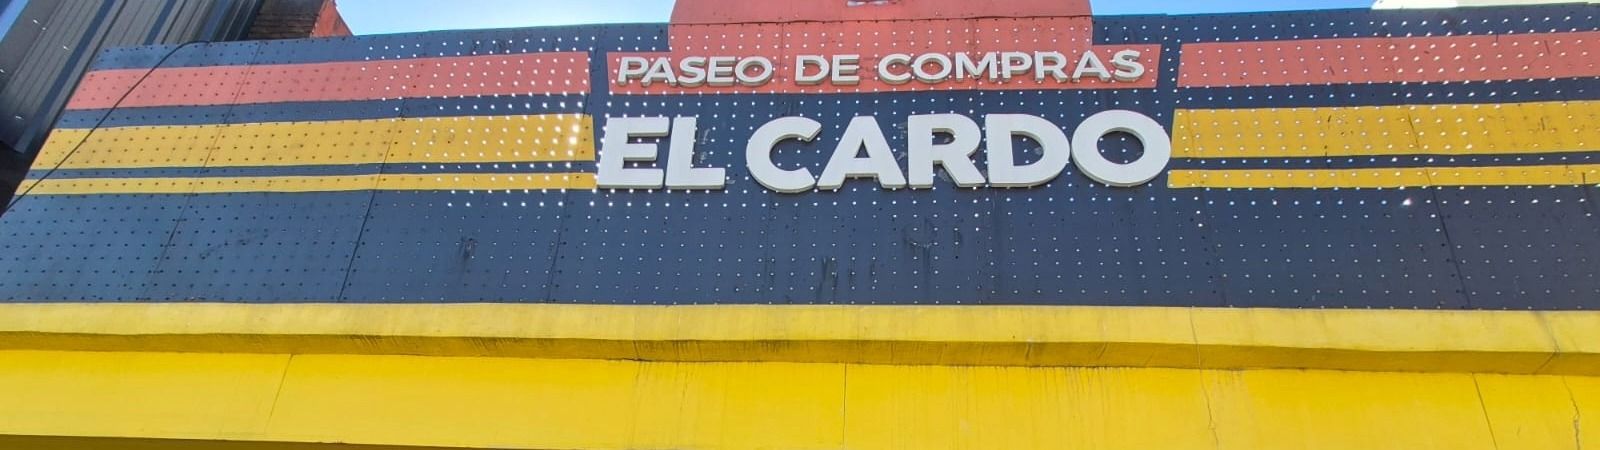 PASEO DE COMPRAS
EL CARDO